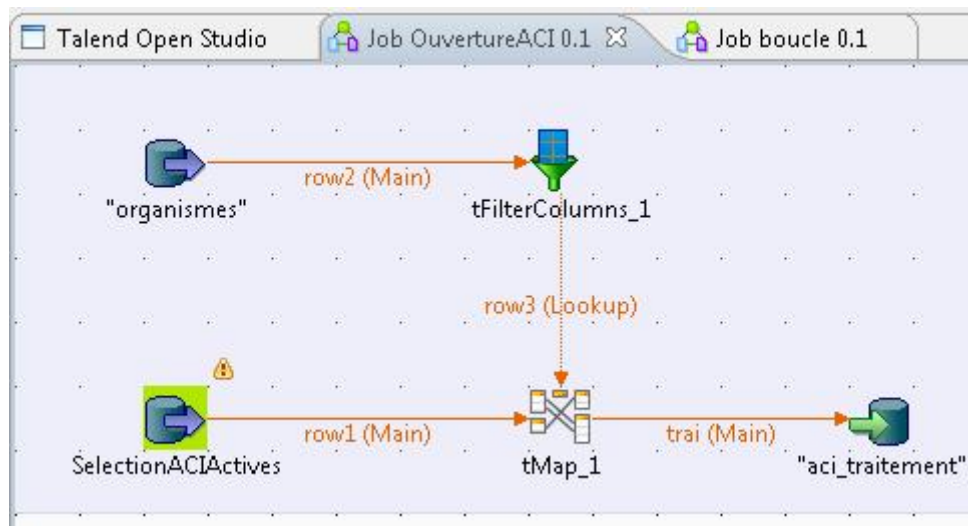 Talend Open Studio
Job OuvertureACI 0.1
Job boucle 0.1
row2 (Main)
"organismes"
tFilterColumns_1
row3 (Lookup)
row1 (Main)
trai (Main)
SelectionACIActives
tMap_1
"aci_traitement"